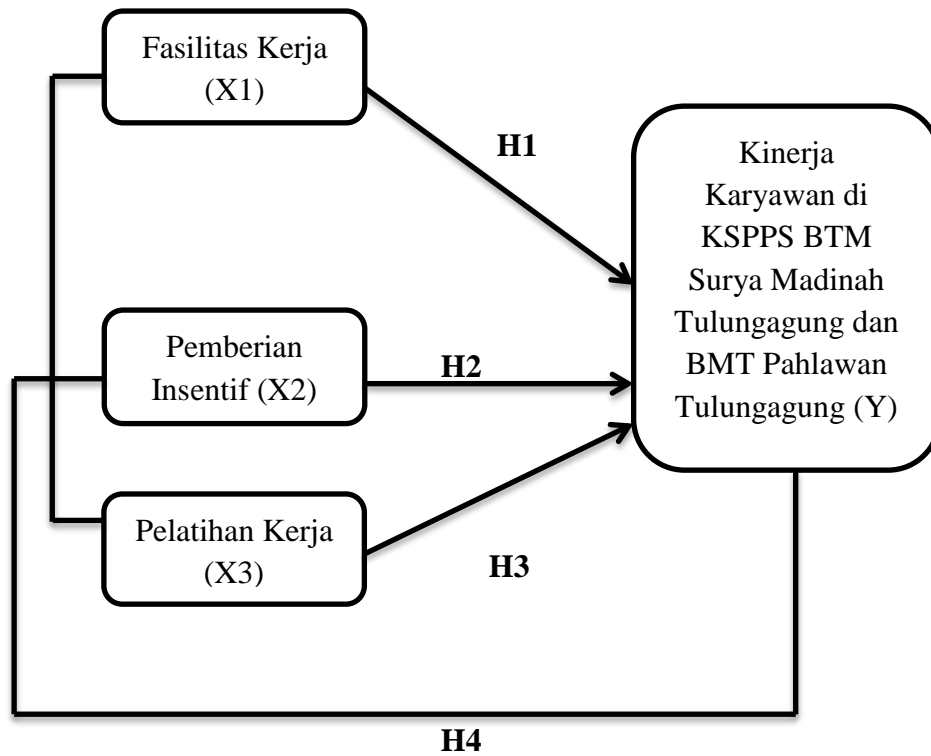 Fasilitas Kerja
(X1)
H1
Kinerja
Karyawan di
KSPPS BTM
Surya Madinah
Tulungagung dan
BMT Pahlawan
Tulungagung (Y)
Pemberian
Insentif (X2)
H2
Pelatihan Kerja
(X3)
H3
H4